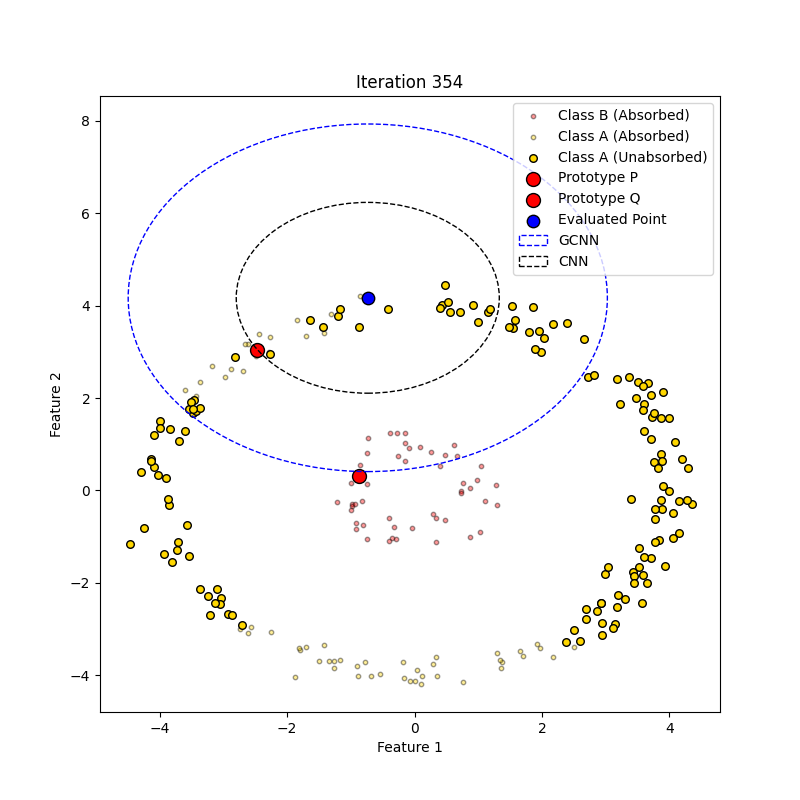 Iteration 354
Class B (Absorbed)
Class A (Absorbed)
Class A (Unabsorbed)
Prototype P
Prototype Q
Evaluated Point
GCNN
CNN
Feature 2
8
6
4
2
0
−2
−4
−4 −2 0 2 4
Feature 1